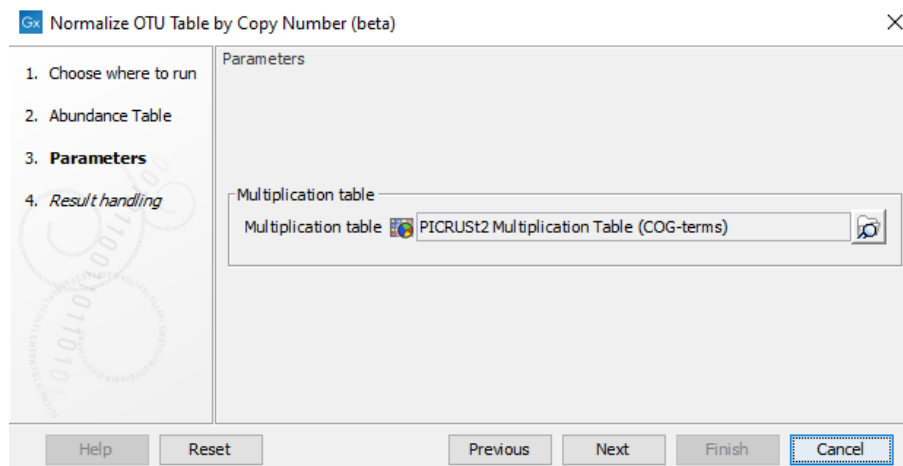 Gx Normalize OTU Table by Copy Number (beta)
1. Choose where to run
2. Abundance Table
3. Parameters
4. Result handling
Parameters
Multiplication table
Multiplication table PICRUSt2 Multiplication Table (COG-terms)
Help Reset Previous Next Finish Cancel